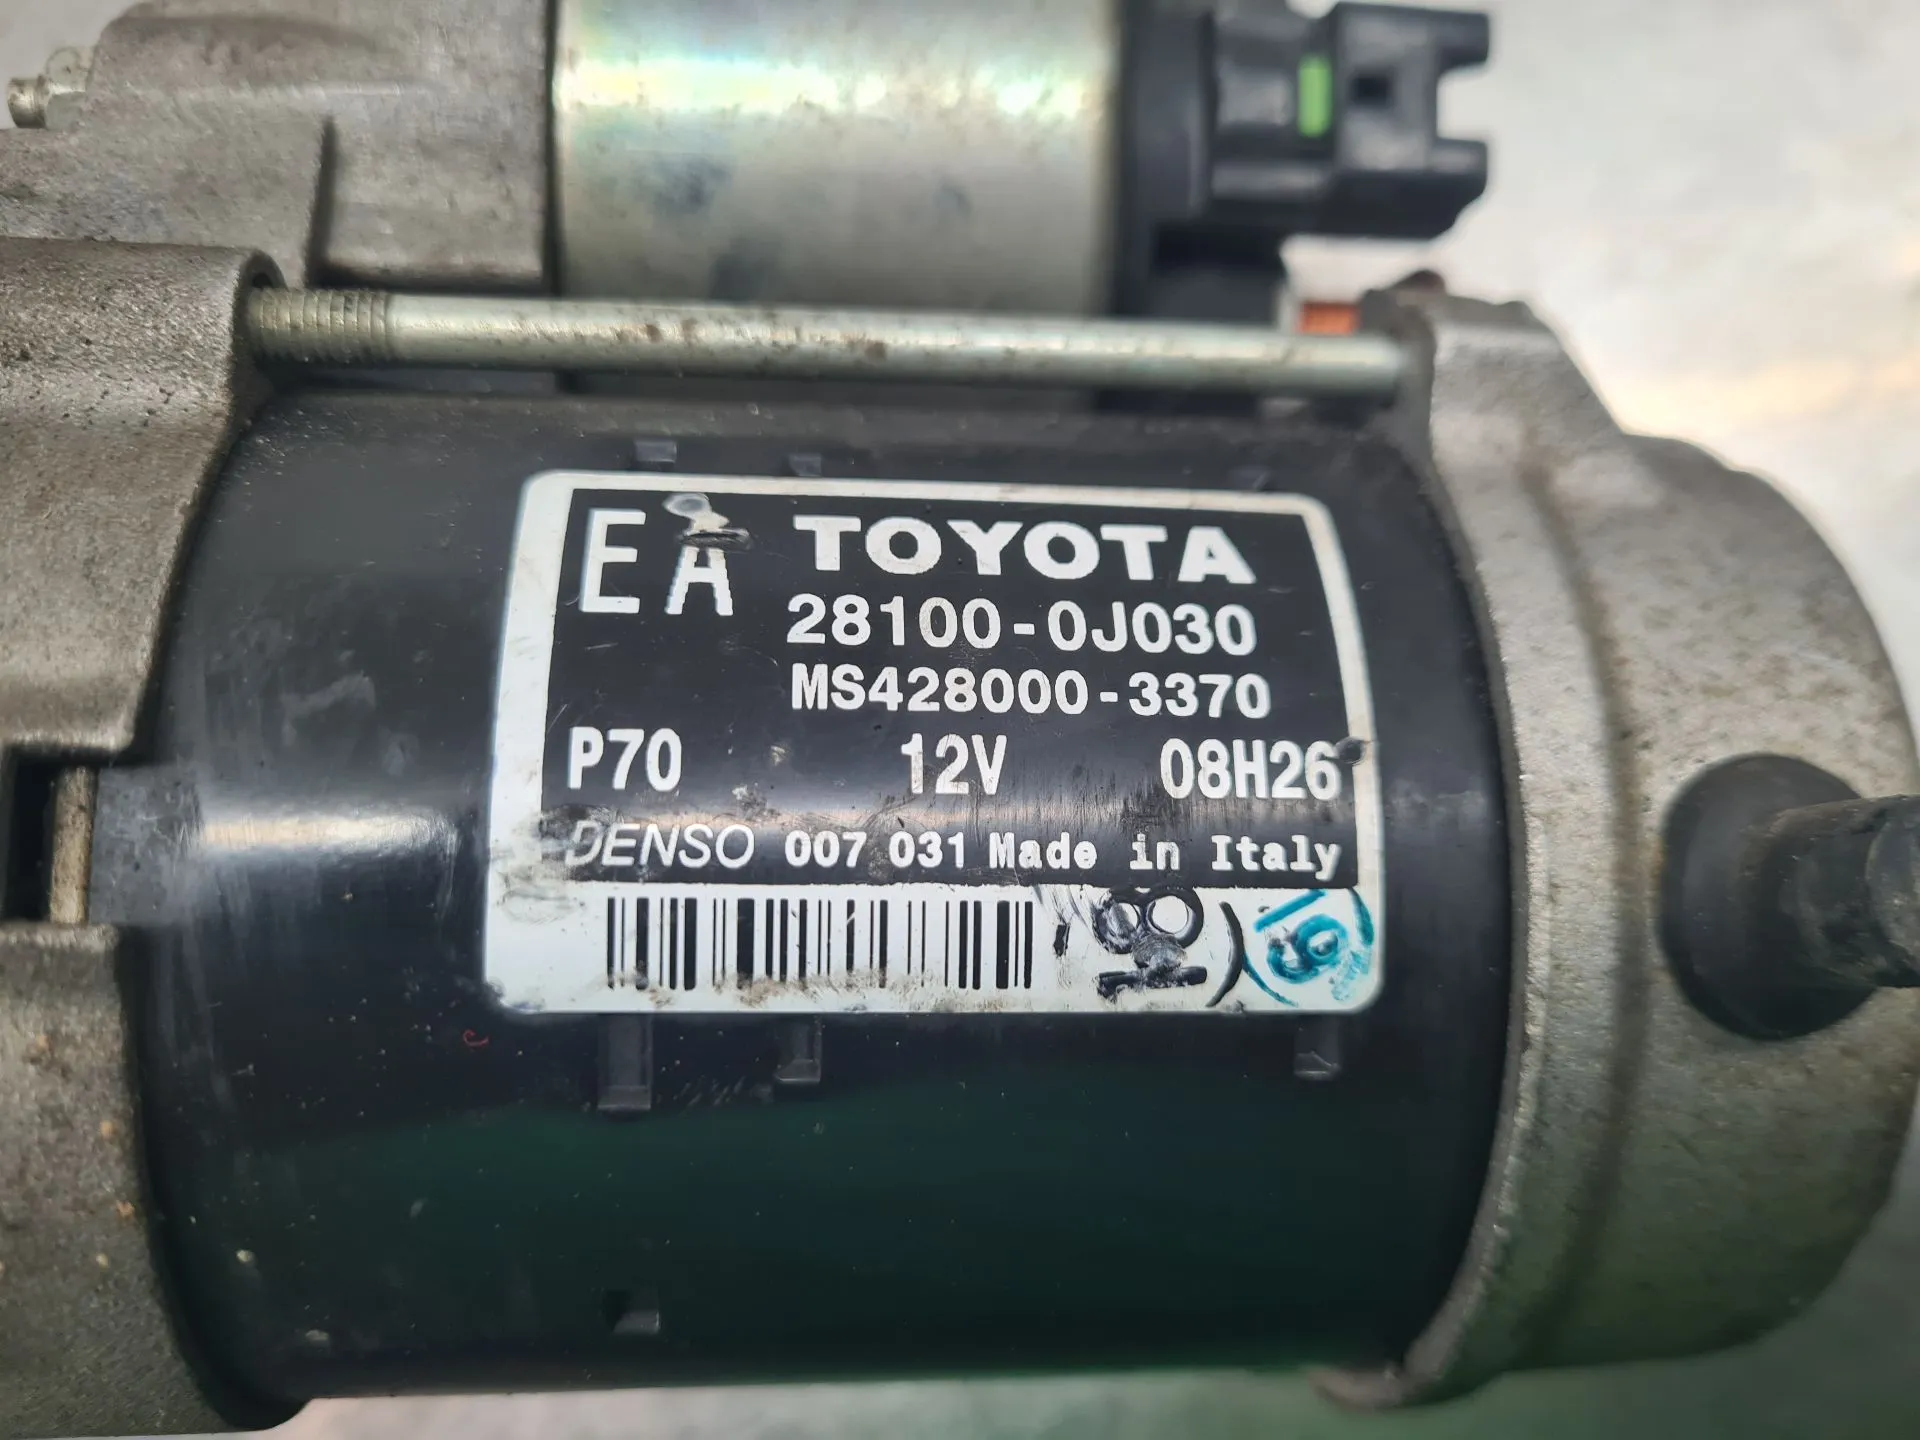 EA TOYOTA
28100-0J030
MS428000-3370
P70 12V 08H26
DENSO 007 031 Made in Italy